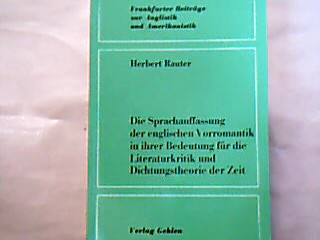 Frankfurter Beiträge
zur Anglistik
und Amerikanistik
Herbert Rauter
Die Sprachauffassung
der englischen Vorromantik
in ihrer Bedeutung für die
Literaturkritik und
Dichtungstheorie der Zeit
Verlag Gehlen